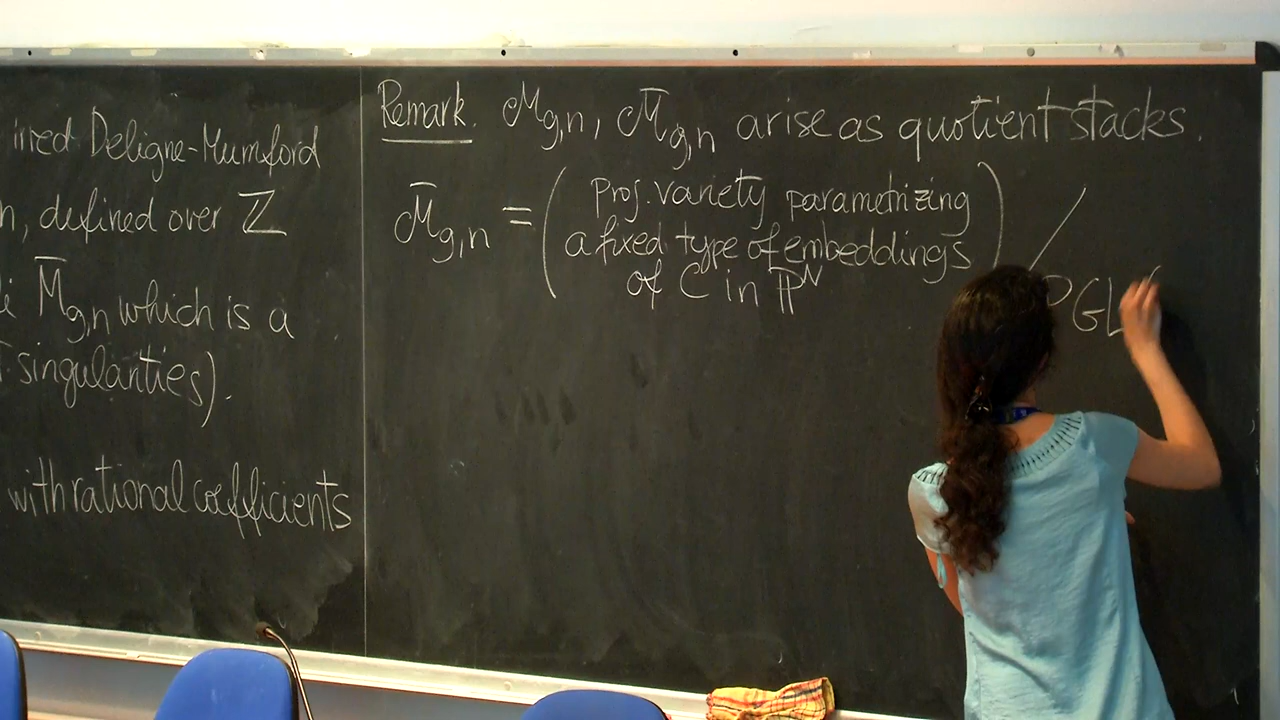 Deligne-Mumford
n, defined over ℤ
M̄g,n which is a
singularities).
with rational coefficients
Remark. Mg,n, M̄g,n arise as quotient stacks.
M̄g,n = ( Proj. variety parametrizing
a fixed type of embeddings
of C in ℙᴺ ) /
PGL